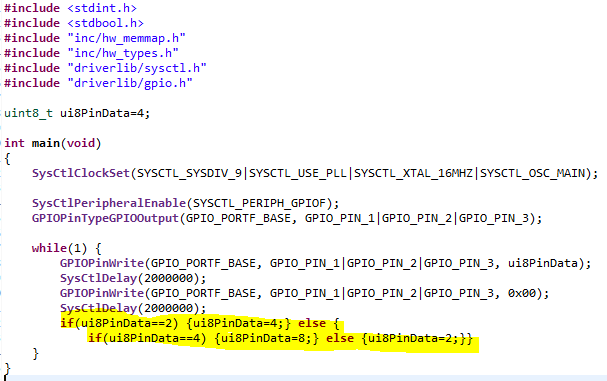 #include <stdint.h>
#include <stdbool.h>
#include "inc/hw_memmap.h"
#include "inc/hw_types.h"
#include "driverlib/sysctl.h"
#include "driverlib/gpio.h"
uint8_t ui8PinData=4;
int main(void)
{
SysCtlClockSet(SYSCTL_SYSDIV_9|SYSCTL_USE_PLL|SYSCTL_XTAL_16MHZ|SYSCTL_OSC_MAIN);
SysCtlPeripheralEnable(SYSCTL_PERIPH_GPIOF);
GPIOPinTypeGPIOOutput(GPIO_PORTF_BASE, GPIO_PIN_1|GPIO_PIN_2|GPIO_PIN_3);
while(1) {
GPIOPinWrite(GPIO_PORTF_BASE, GPIO_PIN_1|GPIO_PIN_2|GPIO_PIN_3, ui8PinData);
SysCtlDelay(2000000);
GPIOPinWrite(GPIO_PORTF_BASE, GPIO_PIN_1|GPIO_PIN_2|GPIO_PIN_3, 0x00);
SysCtlDelay(2000000);
if(ui8PinData==2) {ui8PinData=4;} else {
if(ui8PinData==4) {ui8PinData=8;} else {ui8PinData=2;}}
}
}